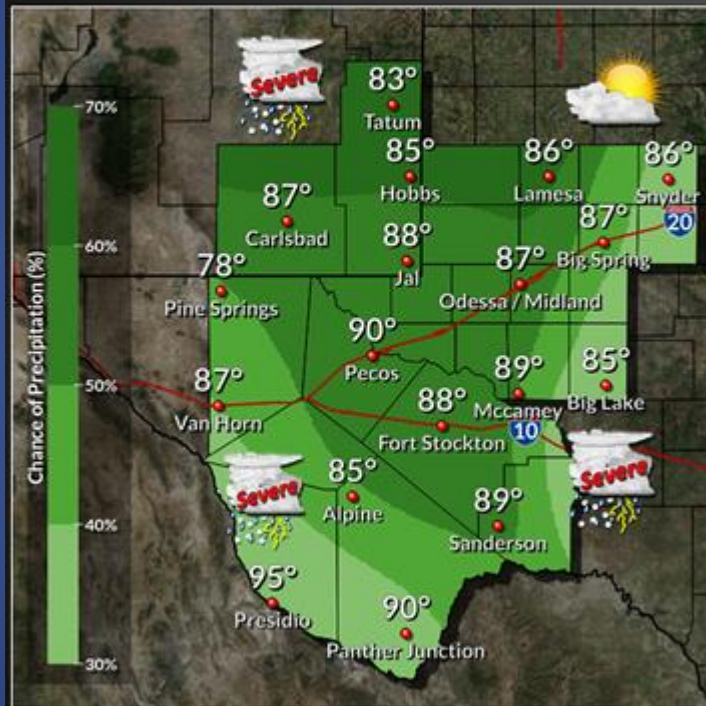 Severe
83°
Tatum
70%
85°
Hobbs
86°
Lamesa
86°
Snyder
87°
Carlsbad
87°
Big Spring
20
60%
88°
Jal
87°
Odessa / Midland
78°
Pine Springs
90°
Pecos
Chance of Precipitation (%)
50%
87°
Van Horn
88°
Fort Stockton
89°
Mccamey
85°
Big Lake
10
Severe
85°
Alpine
Severe
40%
89°
Sanderson
95°
Presidio
90°
Panther Junction
30%